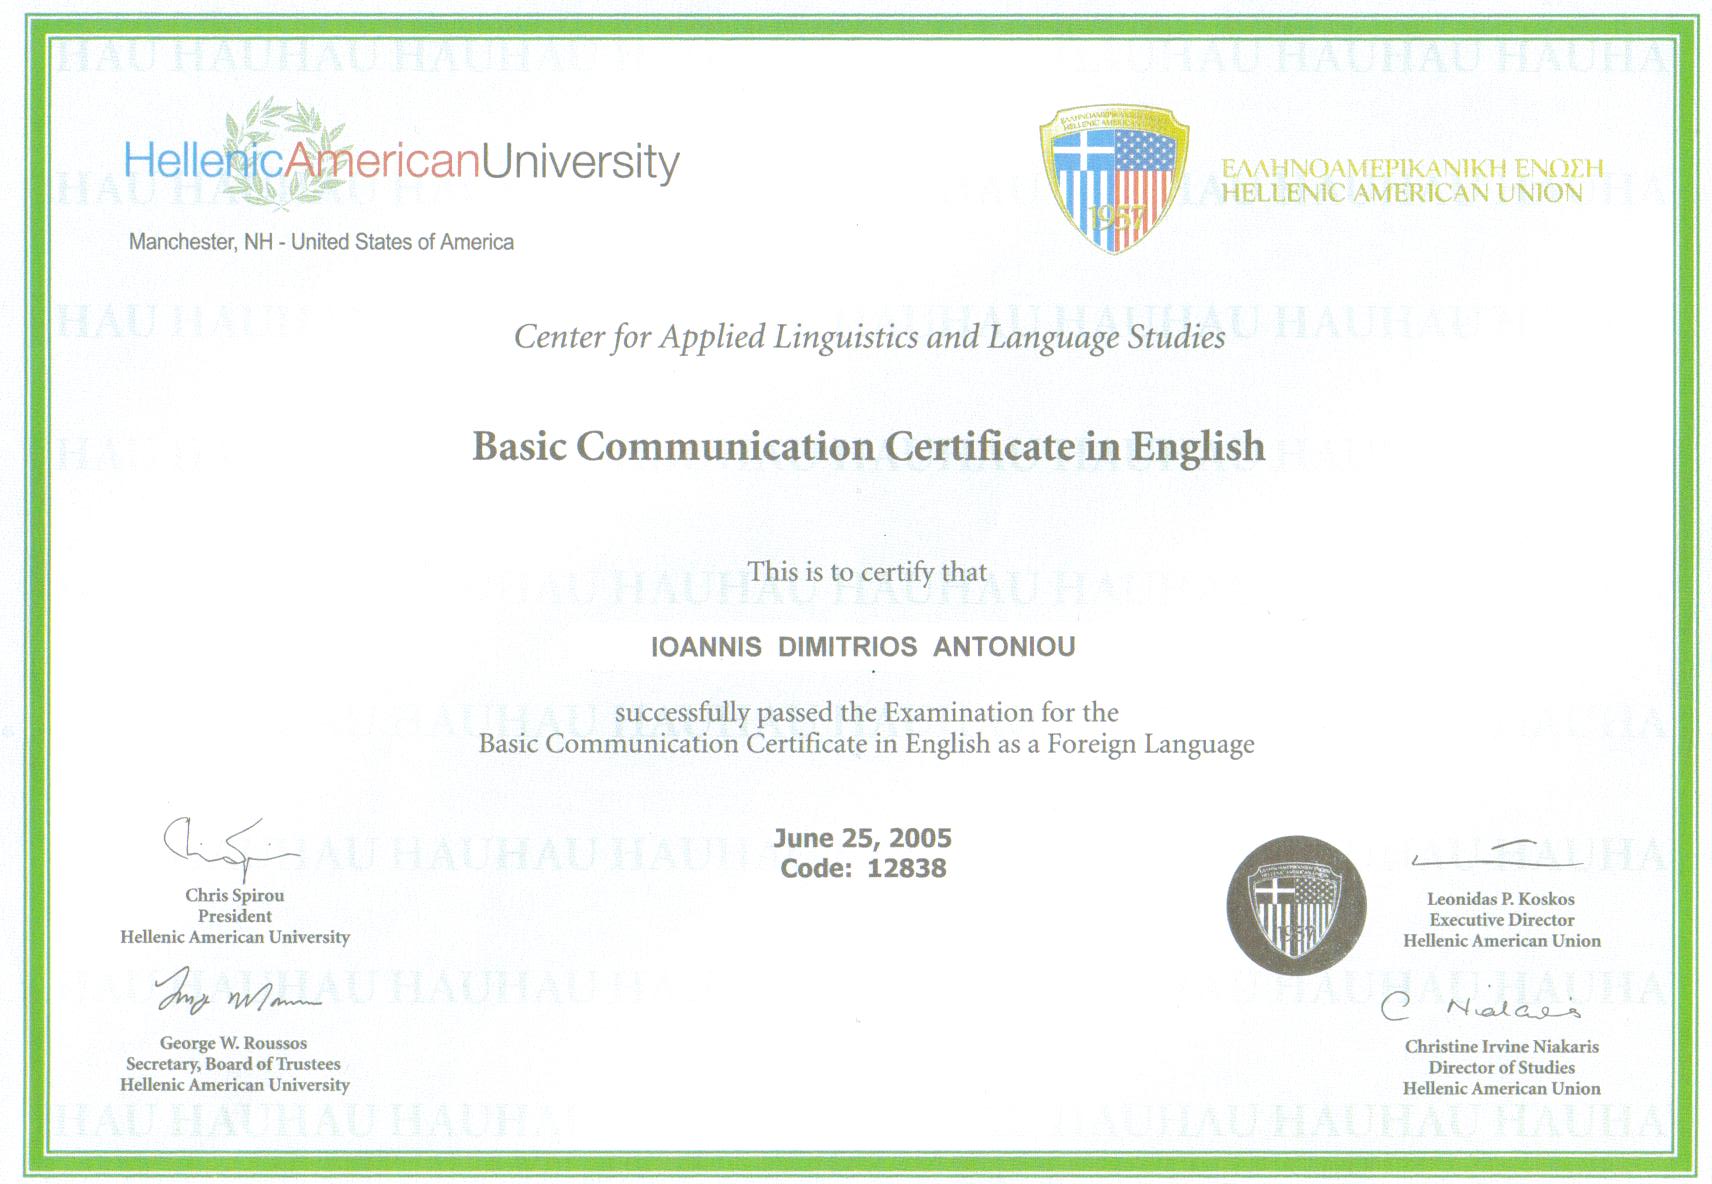 HellenicAmericanUniversity
Manchester, NH - United States of America
ΕΛΛΗΝΟΑΜΕΡΙΚΑΝΙΚΗ ΕΝΩΣΗ
HELLENIC AMERICAN UNION
1957
Center for Applied Linguistics and Language Studies
Basic Communication Certificate in English
This is to certify that
IOANNIS DIMITRIOS ANTONIOU
successfully passed the Examination for the
Basic Communication Certificate in English as a Foreign Language
June 25, 2005
Code: 12838
Chris Spirou
President
Hellenic American University
George W. Roussos
Secretary, Board of Trustees
Hellenic American University
1957
Leonidas P. Koskos
Executive Director
Hellenic American Union
C Niakaris
Christine Irvine Niakaris
Director of Studies
Hellenic American Union